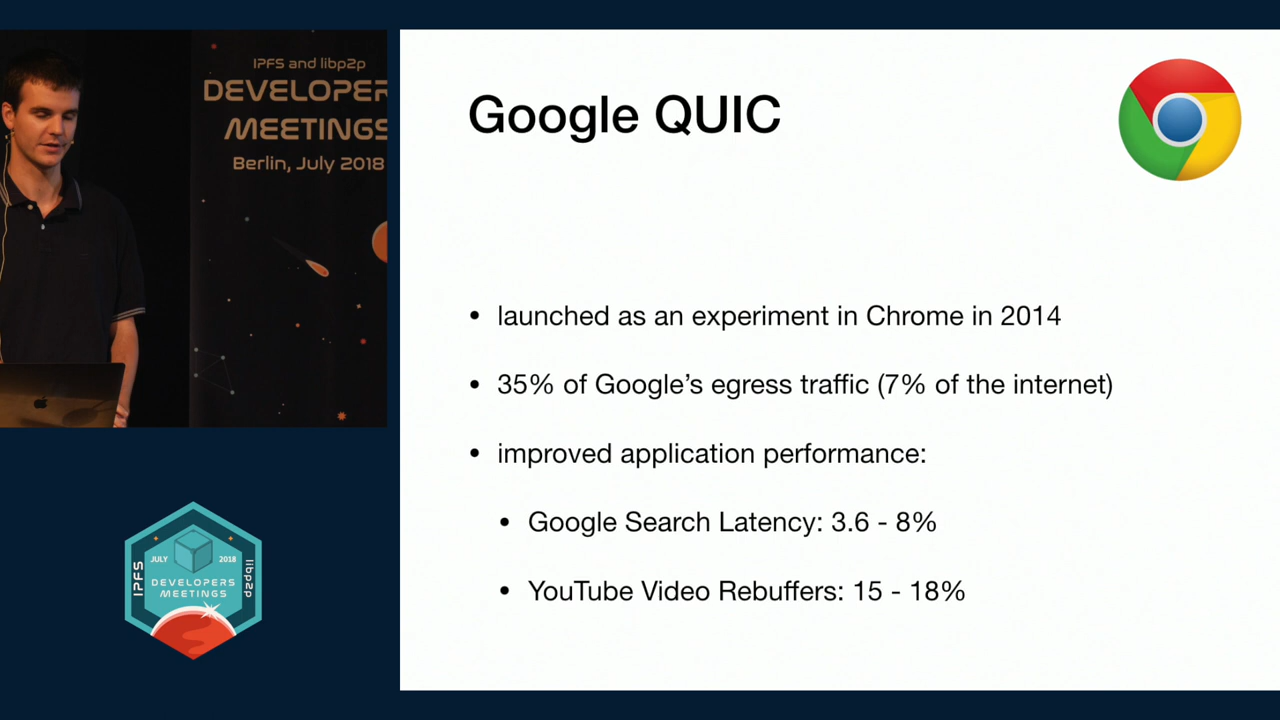 IPFS and libp2p
DEVELOPER
MEETINGS
Berlin, July 2018
Google QUIC
• launched as an experiment in Chrome in 2014
• 35% of Google’s egress traffic (7% of the internet)
• improved application performance:
• Google Search Latency: 3.6 - 8%
• YouTube Video Rebuffers: 15 - 18%
JULY
2018
IPFS
libp2p
DEVELOPERS
MEETINGS